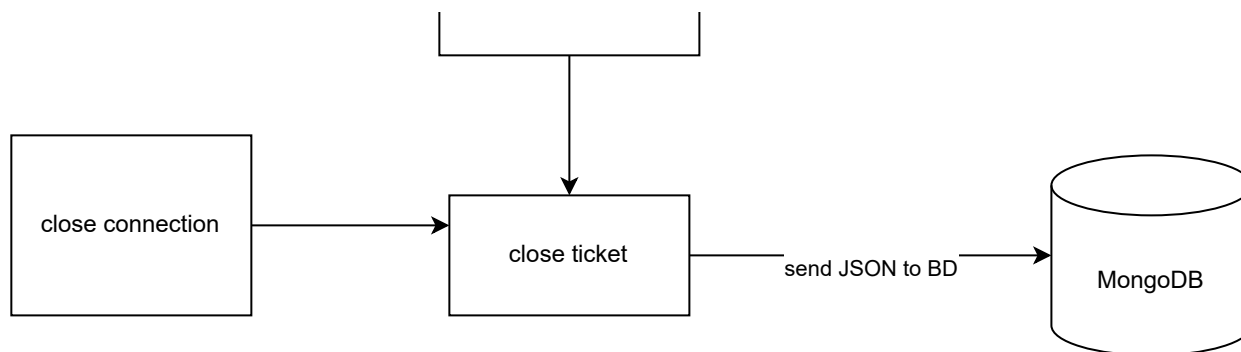 close connection
close ticket
send JSON to BD
MongoDB